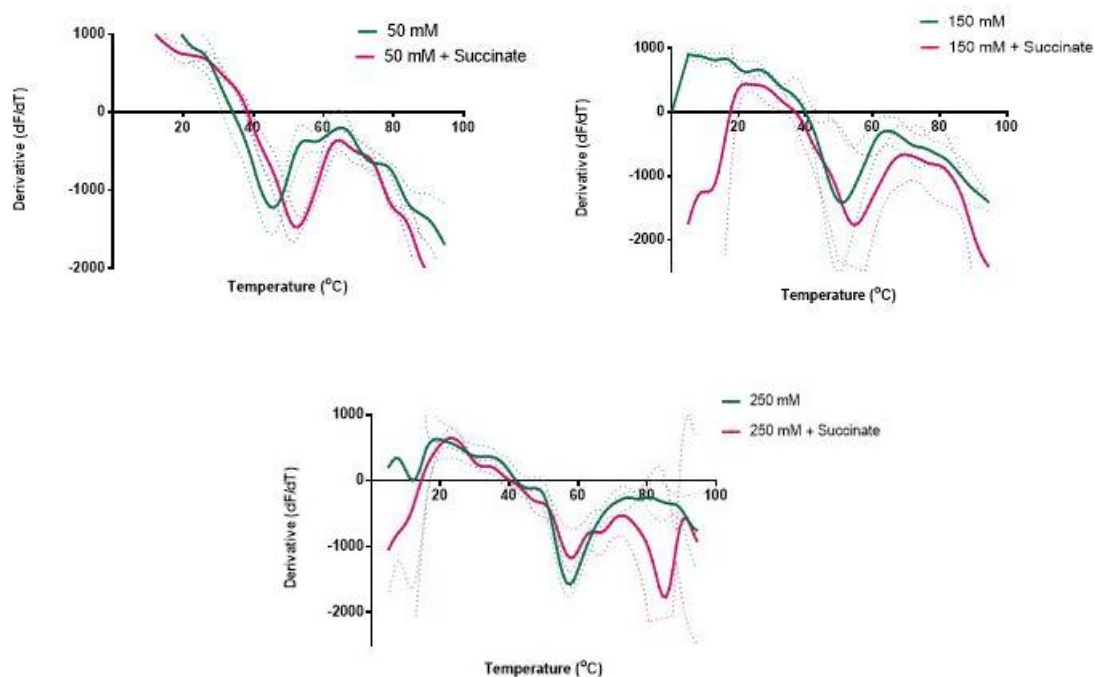 50 mM
50 mM + Succinate
1000
0
-1000
-2000
20 40 60 80 100
Derivative (dF/dT)
Temperature (°C)
150 mM
150 mM + Succinate
1000
0
-1000
-2000
20 40 60 80 100
Derivative (dF/dT)
Temperature (°C)
250 mM
250 mM + Succinate
1000
0
-1000
-2000
20 40 60 80 100
Derivative (dF/dT)
Temperature (°C)